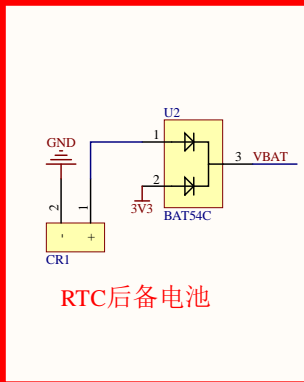 U2
GND
1
3 VBAT
2
3V3
BAT54C
2
1
- +
CR1
RTC后备电池